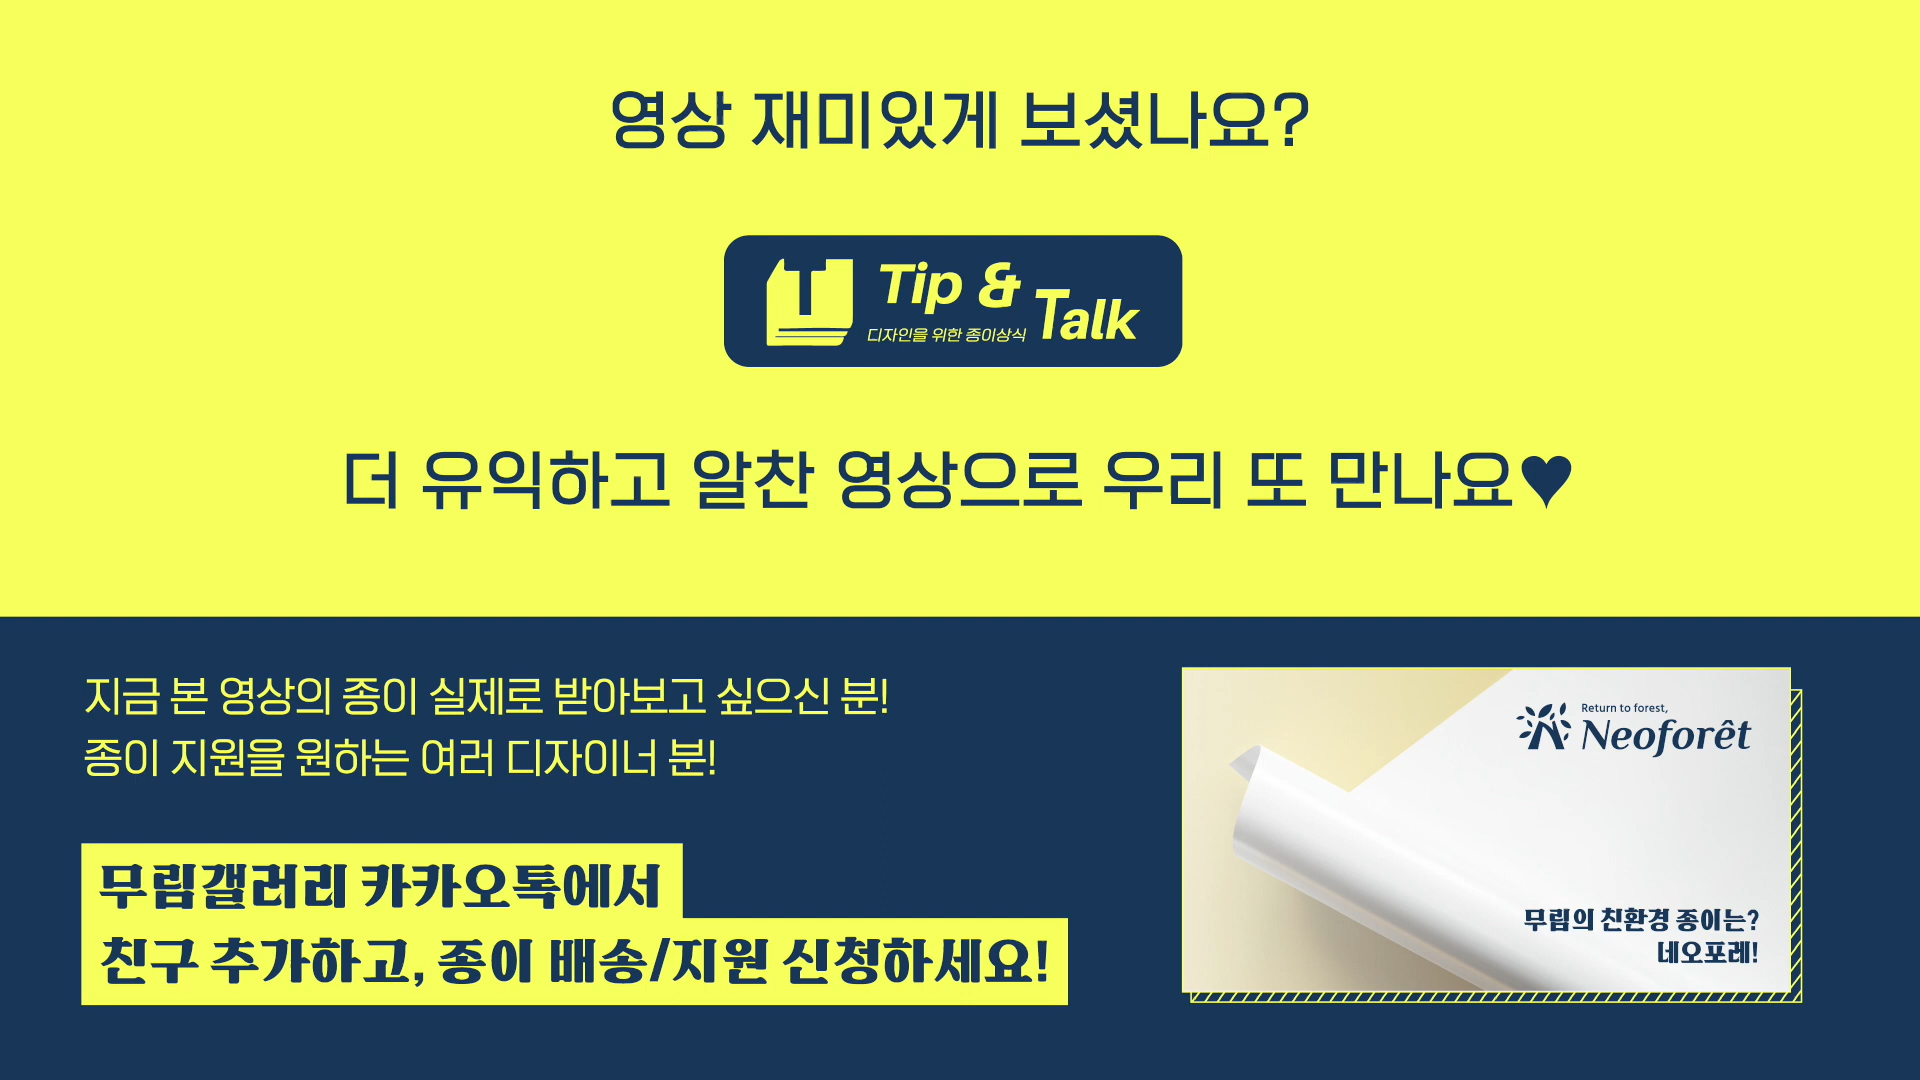 영상 재미있게 보셨나요?
Tip &
Talk
디자인을 위한 종이상식
더 유익하고 알찬 영상으로 우리 또 만나요♥
지금 본 영상의 종이 실제로 받아보고 싶으신 분!
종이 지원을 원하는 여러 디자이너 분!
무림갤러리 카카오톡에서
친구 추가하고, 종이 배송/지원 신청하세요!
Return to forest,
Neoforêt
무림의 친환경 종이는?
네오포레!